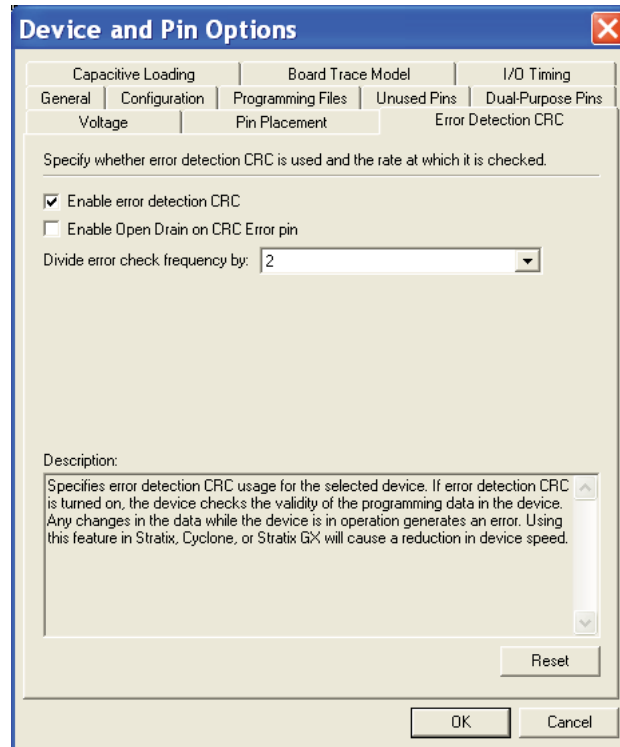 Device and Pin Options
Capacitive Loading Board Trace Model I/O Timing
General Configuration Programming Files Unused Pins Dual-Purpose Pins
Voltage Pin Placement Error Detection CRC
Specify whether error detection CRC is used and the rate at which it is checked.
Enable error detection CRC
Enable Open Drain on CRC Error pin
Divide error check frequency by: 2
Description:
Specifies error detection CRC usage for the selected device. If error detection CRC
is turned on, the device checks the validity of the programming data in the device.
Any changes in the data while the device is in operation generates an error. Using
this feature in Stratix, Cyclone, or Stratix GX will cause a reduction in device speed.
Reset
OK Cancel